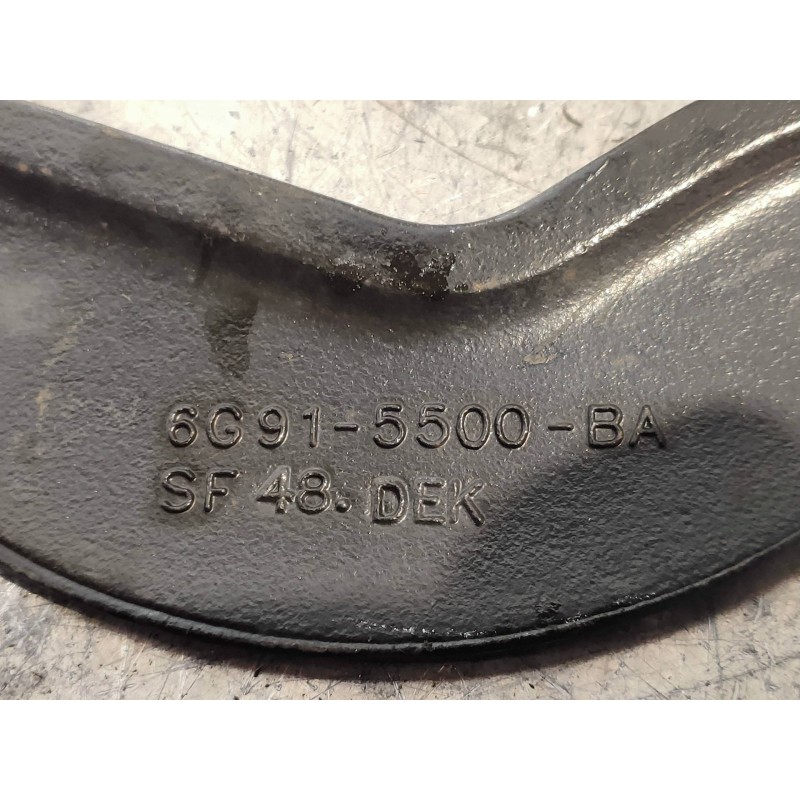 6G91-5500-BA
SF 48. DEK